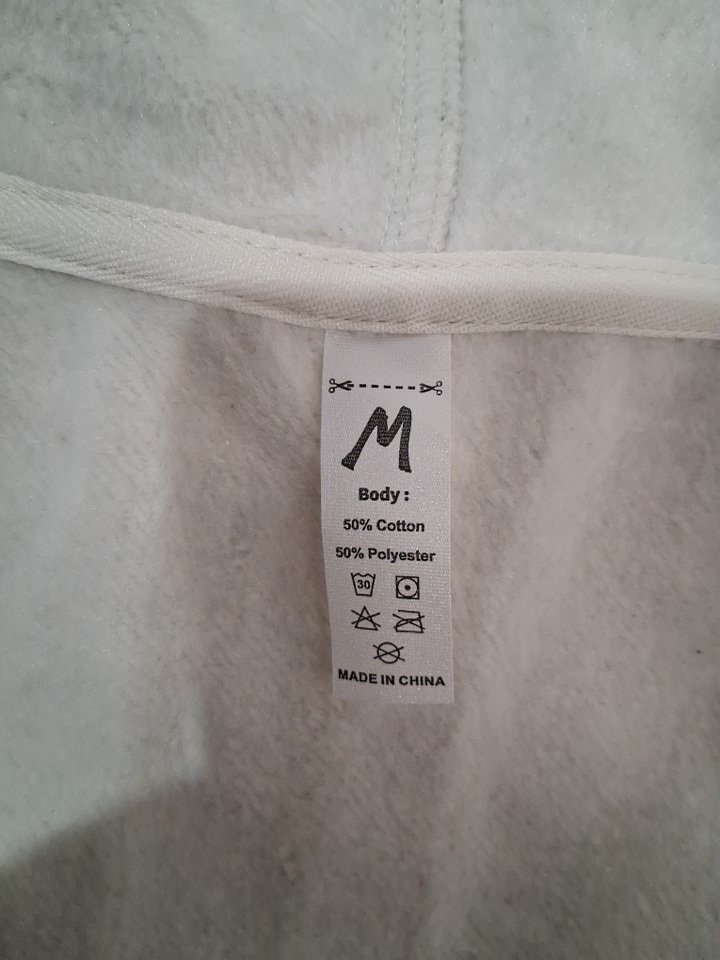 M
Body:
50% Cotton
50% Polyester
30
MADE IN CHINA